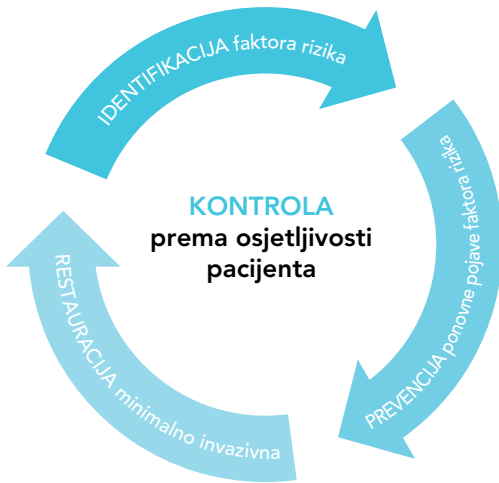 IDENTIFIKACIJA faktora rizika
PREVENCIJA ponovne pojave faktora rizika
RESTAURACIJA minimalno invazivna
KONTROLA
prema osjetljivosti
pacijenta